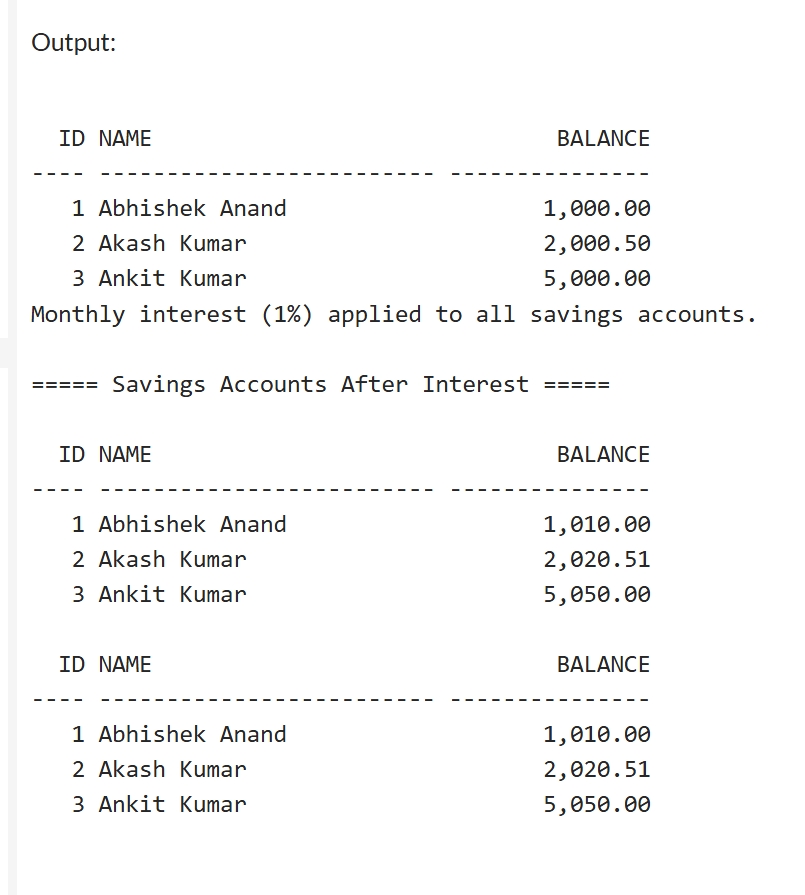 Output:
  ID NAME                              BALANCE
---- ------------------------- ---------------
   1 Abhishek Anand                   1,000.00
   2 Akash Kumar                      2,000.50
   3 Ankit Kumar                      5,000.00
Monthly interest (1%) applied to all savings accounts.
===== Savings Accounts After Interest =====
  ID NAME                              BALANCE
---- ------------------------- ---------------
   1 Abhishek Anand                   1,010.00
   2 Akash Kumar                      2,020.51
   3 Ankit Kumar                      5,050.00
  ID NAME                              BALANCE
---- ------------------------- ---------------
   1 Abhishek Anand                   1,010.00
   2 Akash Kumar                      2,020.51
   3 Ankit Kumar                      5,050.00